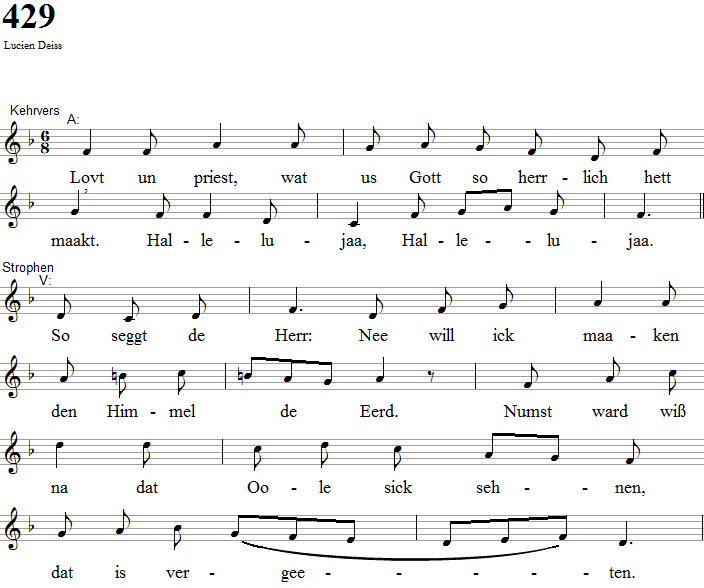 429
Lucien Deiss
Kehrvers
A:
6
8
Lovt un priest, wat us Gott so herr - lich hett
maakt. Hal - le - lu - jaa, Hal - le - lu - jaa.
Strophen
V:
So seggt de Herr: Nee will ick maa - ken
den Him - mel de Eerd. Numst ward wiß
na dat Oo - le sick seh - - nen,
dat is ver - gee - - - - - ten.